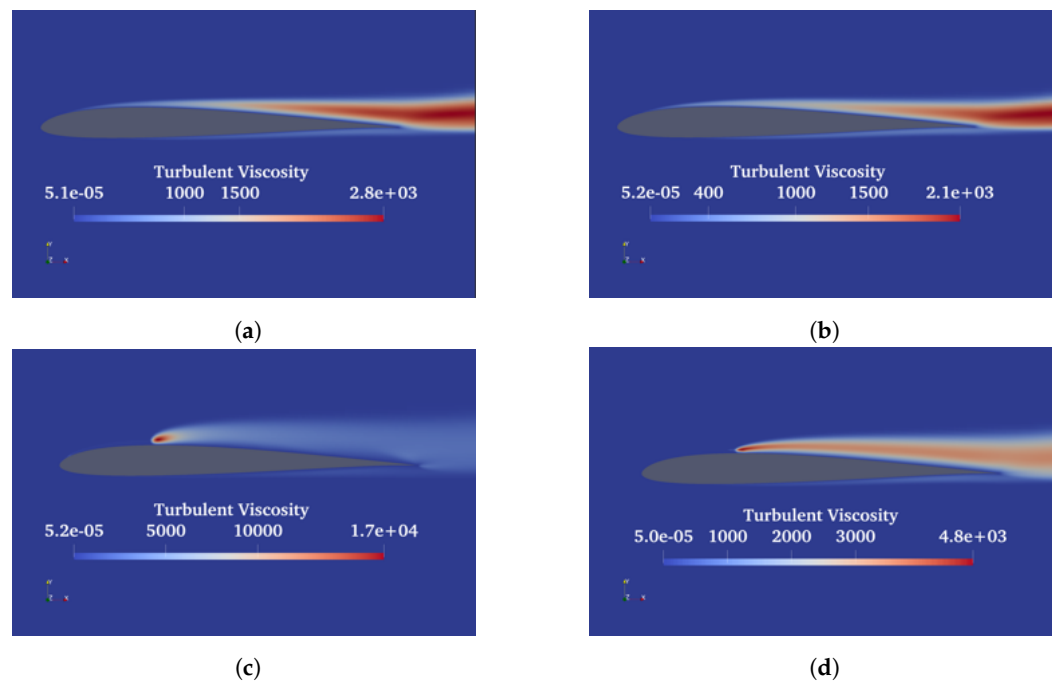 Turbulent Viscosity
5.1e-05 1000 1500 2.8e+03
(a)
Turbulent Viscosity
5.2e-05 400 1000 1500 2.1e+03
(b)
Turbulent Viscosity
5.2e-05 5000 10000 1.7e+04
(c)
Turbulent Viscosity
5.0e-05 1000 2000 3000 4.8e+03
(d)